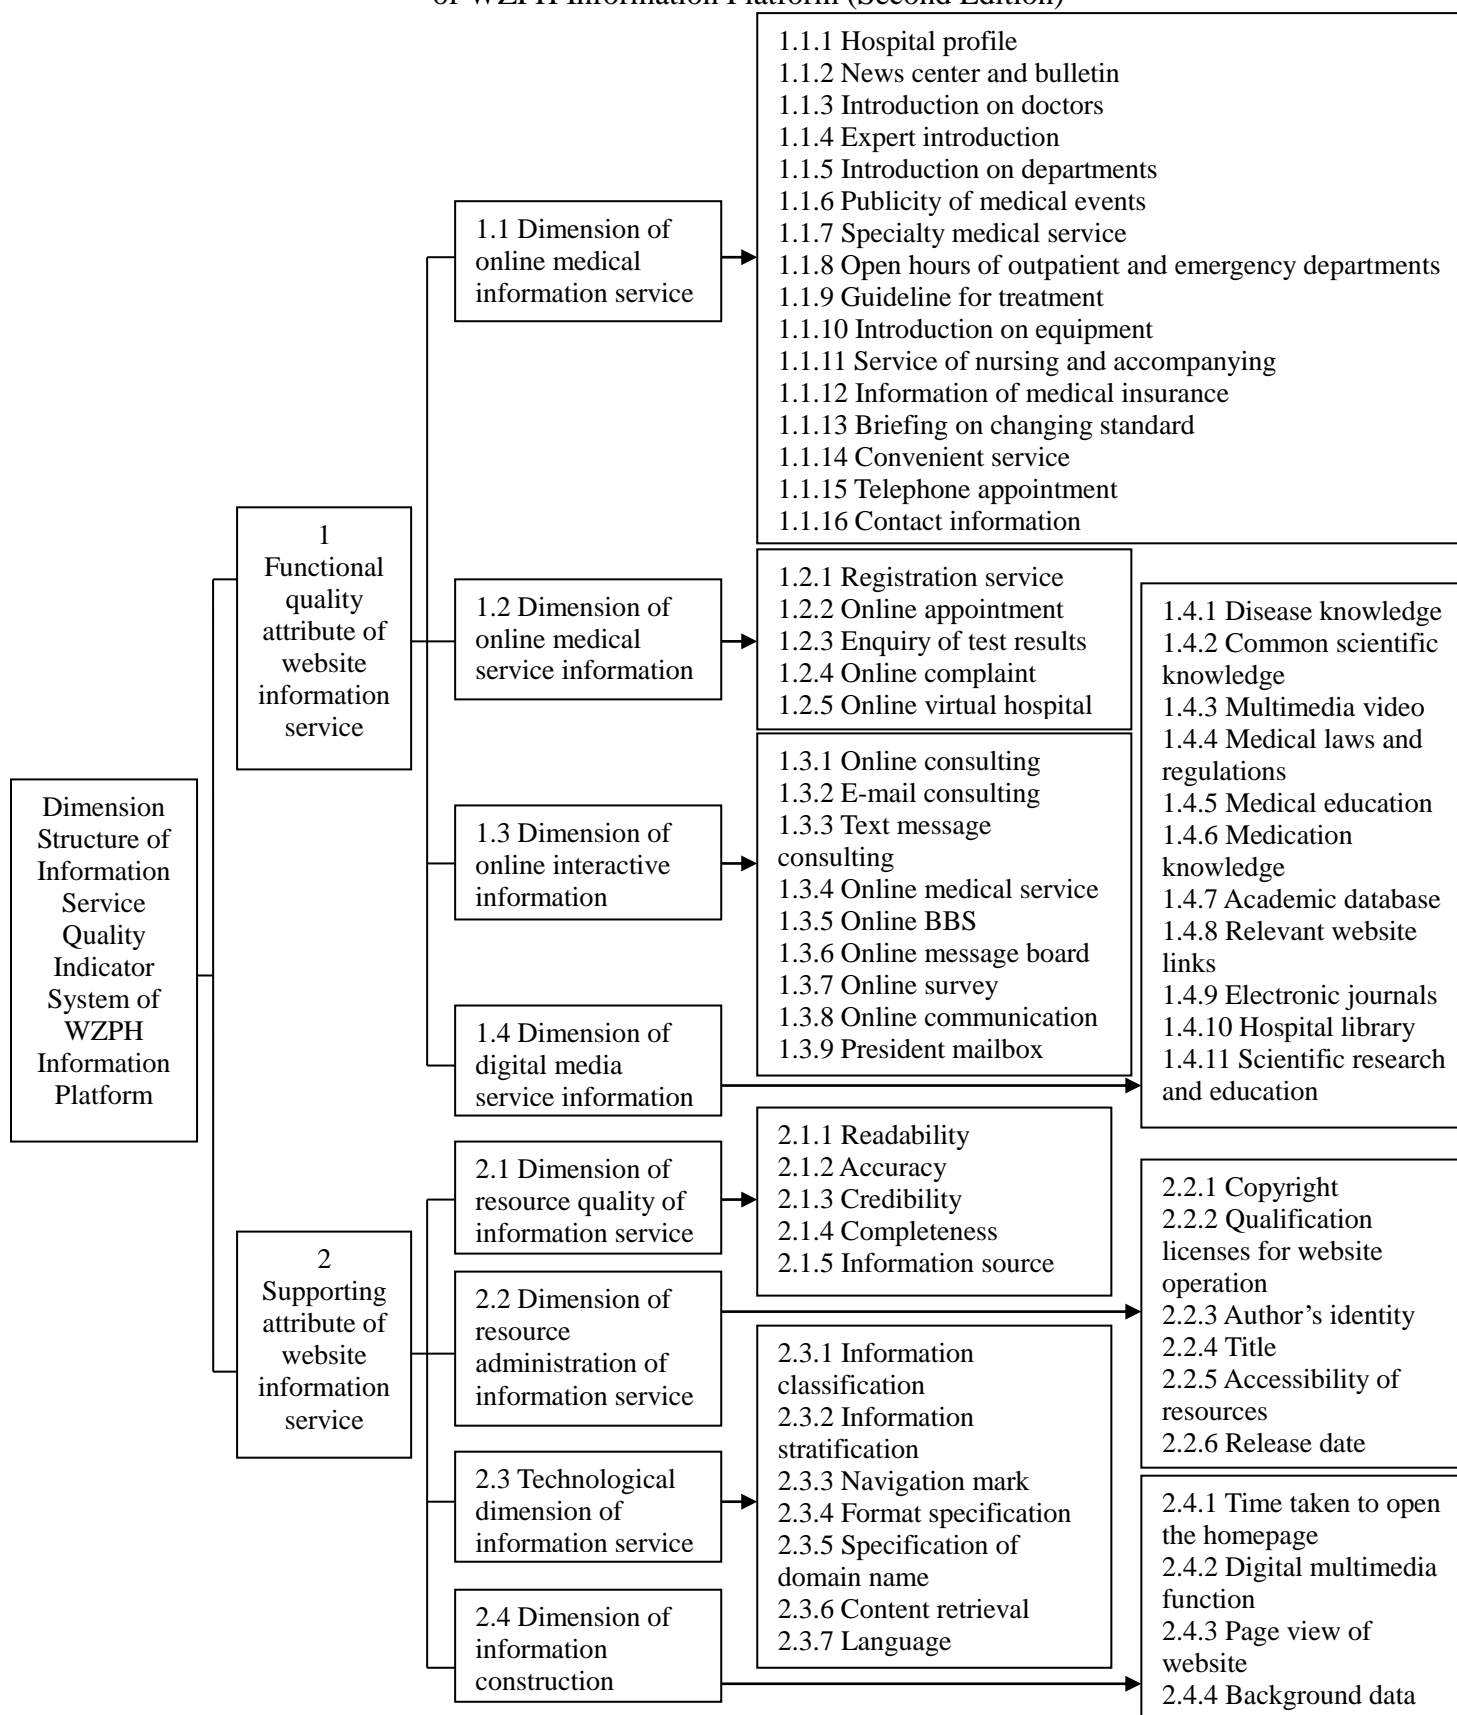 of WZPH Information Platform (Second Edition)
Dimension
Structure of
Information
Service
Quality
Indicator
System of
WZPH
Information
Platform
1
Functional
quality
attribute of
website
information
service
1.1 Dimension of
online medical
information service
1.1.1 Hospital profile
1.1.2 News center and bulletin
1.1.3 Introduction on doctors
1.1.4 Expert introduction
1.1.5 Introduction on departments
1.1.6 Publicity of medical events
1.1.7 Specialty medical service
1.1.8 Open hours of outpatient and emergency departments
1.1.9 Guideline for treatment
1.1.10 Introduction on equipment
1.1.11 Service of nursing and accompanying
1.1.12 Information of medical insurance
1.1.13 Briefing on changing standard
1.1.14 Convenient service
1.1.15 Telephone appointment
1.1.16 Contact information
1.2 Dimension of
online medical
service information
1.2.1 Registration service
1.2.2 Online appointment
1.2.3 Enquiry of test results
1.2.4 Online complaint
1.2.5 Online virtual hospital
1.3 Dimension of
online interactive
information
1.3.1 Online consulting
1.3.2 E-mail consulting
1.3.3 Text message
consulting
1.3.4 Online medical service
1.3.5 Online BBS
1.3.6 Online message board
1.3.7 Online survey
1.3.8 Online communication
1.3.9 President mailbox
1.4 Dimension of
digital media
service information
1.4.1 Disease knowledge
1.4.2 Common scientific
knowledge
1.4.3 Multimedia video
1.4.4 Medical laws and
regulations
1.4.5 Medical education
1.4.6 Medication
knowledge
1.4.7 Academic database
1.4.8 Relevant website
links
1.4.9 Electronic journals
1.4.10 Hospital library
1.4.11 Scientific research
and education
2
Supporting
attribute of
website
information
service
2.1 Dimension of
resource quality of
information service
2.1.1 Readability
2.1.2 Accuracy
2.1.3 Credibility
2.1.4 Completeness
2.1.5 Information source
2.2 Dimension of
resource
administration of
information service
2.2.1 Copyright
2.2.2 Qualification
licenses for website
operation
2.2.3 Author’s identity
2.2.4 Title
2.2.5 Accessibility of
resources
2.2.6 Release date
2.3 Technological
dimension of
information service
2.3.1 Information
classification
2.3.2 Information
stratification
2.3.3 Navigation mark
2.3.4 Format specification
2.3.5 Specification of
domain name
2.3.6 Content retrieval
2.3.7 Language
2.4 Dimension of
information
construction
2.4.1 Time taken to open
the homepage
2.4.2 Digital multimedia
function
2.4.3 Page view of
website
2.4.4 Background data